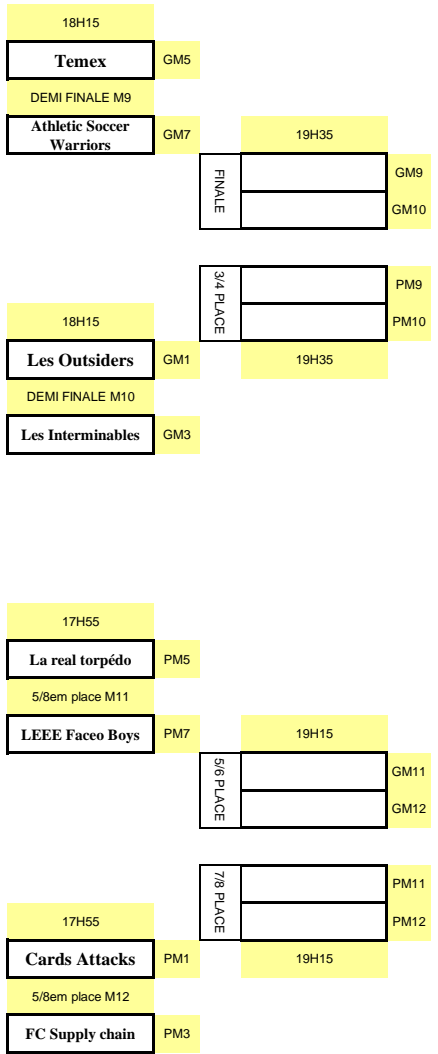 18H15
Temex GM5
DEMI FINALE M9
Athletic Soccer
Warriors GM7 19H35
FINALE
GM9
GM10
3/4 PLACE
PM9
18H15 PM10
Les Outsiders GM1 19H35
DEMI FINALE M10
Les Interminables GM3
17H55
La real torpédo PM5
5/8em place M11
LEEE Faceo Boys PM7 19H15
5/6 PLACE
GM11
GM12
7/8 PLACE
PM11
17H55 PM12
Cards Attacks PM1 19H15
5/8em place M12
FC Supply chain PM3